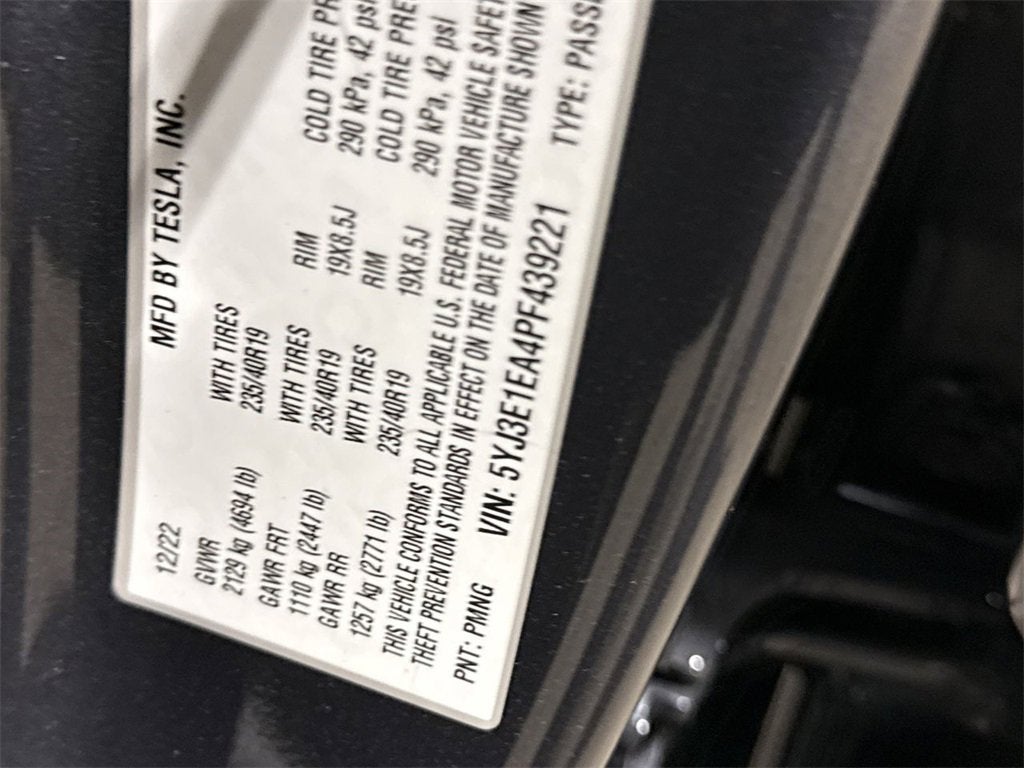 MFD BY TESLA, INC.
12/22
GVWR
2129 kg (4694 lb)
WITH TIRES
235/40R19
RIM
19X8.5J
COLD TIRE
290 kPa, 42 psi
GAWR FRT
1110 kg (2447 lb)
WITH TIRES
235/40R19
RIM
19X8.5J
COLD TIRE
290 kPa, 42 psi
GAWR RR
1257 kg (2771 lb)
WITH TIRES
235/40R19
THIS VEHICLE CONFORMS TO ALL APPLICABLE U.S. FEDERAL MOTOR VEHICLE
THEFT PREVENTION STANDARDS IN EFFECT ON THE DATE OF MANUFACTURE SHOWN
PNT: PMNG
VIN: 5YJ3E1EA4PF439221
TYPE: